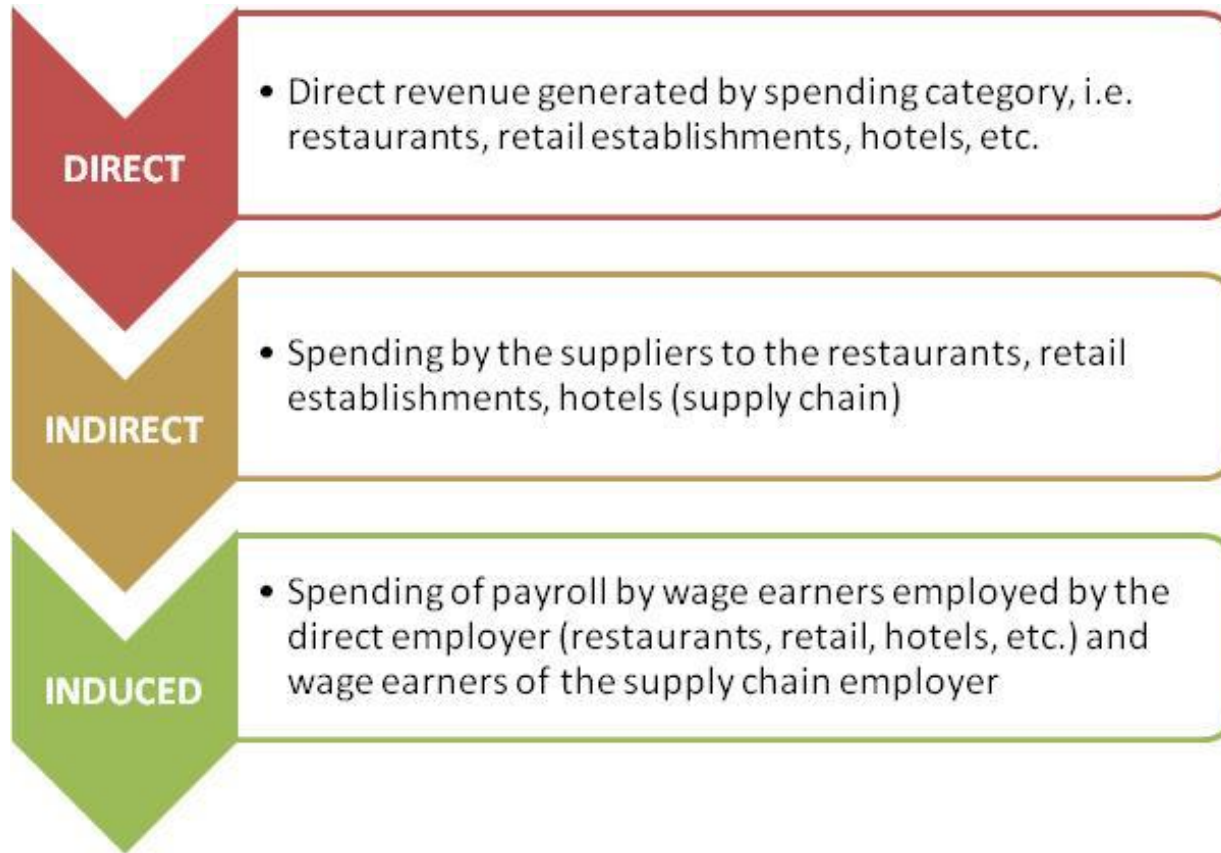 DIRECT
• Direct revenue generated by spending category, i.e.
restaurants, retail establishments, hotels, etc.
INDIRECT
• Spending by the suppliers to the restaurants, retail
establishments, hotels (supply chain)
INDUCED
• Spending of payroll by wage earners employed by the
direct employer (restaurants, retail, hotels, etc.) and
wage earners of the supply chain employer